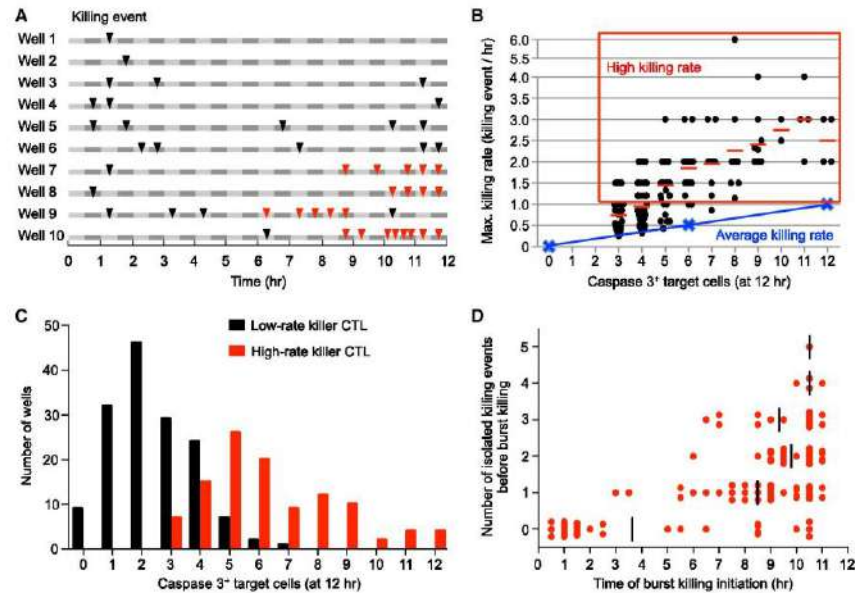 A
Killing event
Well 1
Well 2
Well 3
Well 4
Well 5
Well 6
Well 7
Well 8
Well 9
Well 10
0 1 2 3 4 5 6 7 8 9 10 11 12
Time (hr)
B
Max. killing rate (killing event / hr)
6.0
5.0
4.0
3.0
2.5
2.0
1.5
1.0
0.5
0
High killing rate
Average killing rate
0 1 2 3 4 5 6 7 8 9 10 11 12
Caspase 3+ target cells (at 12 hr)
C
Number of wells
50
40
30
20
10
0
Low-rate killer CTL
High-rate killer CTL
0 1 2 3 4 5 6 7 8 9 10 11 12
Caspase 3+ target cells (at 12 hr)
D
Number of isolated killing events
before burst killing
5
4
3
2
1
0
0 1 2 3 4 5 6 7 8 9 10 11 12
Time of burst killing initiation (hr)